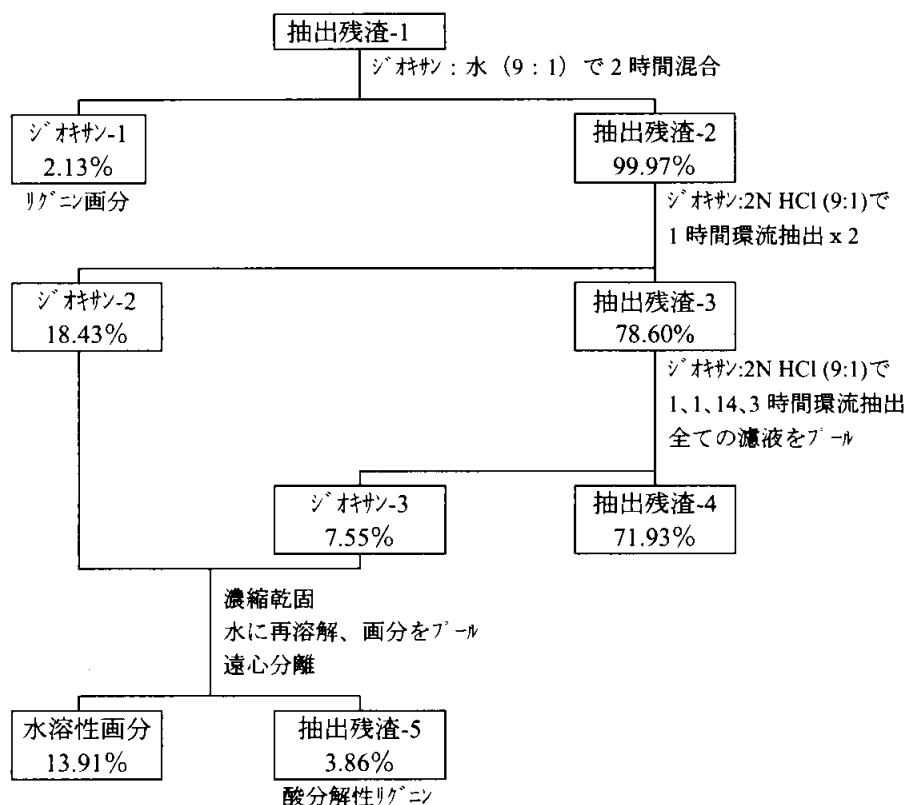 抽出残渣-1
ジオキサン：水（9：1）で2時間混合
ジオキサン-1
2.13%
リグニン画分
抽出残渣-2
99.97%
ジオキサン:2N HCl (9:1)で
1時間環流抽出 x 2
ジオキサン-2
18.43%
抽出残渣-3
78.60%
ジオキサン:2N HCl (9:1)で
1、1、14、3時間環流抽出
全ての濾液をプール
ジオキサン-3
7.55%
抽出残渣-4
71.93%
濃縮乾固
水に再溶解、画分をプール
遠心分離
水溶性画分
13.91%
抽出残渣-5
3.86%
酸分解性リグニン